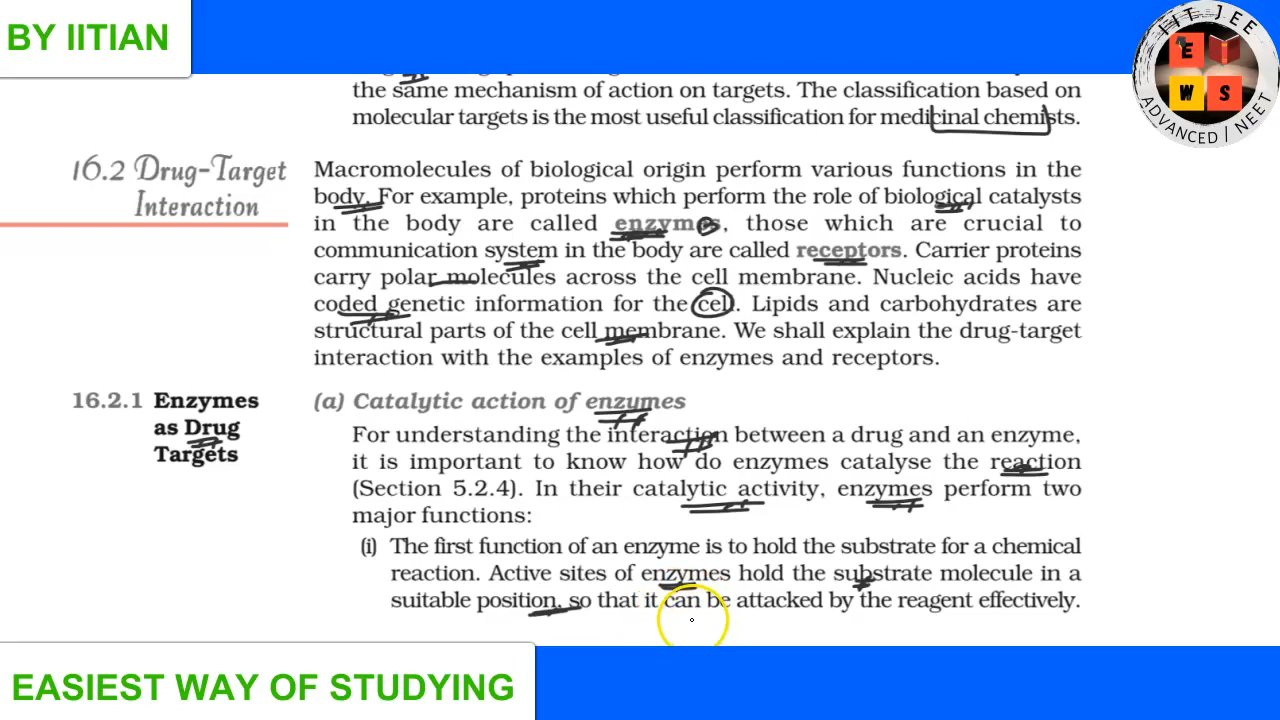 BY IITIAN
IIT JEE
E
W S
ADVANCED | NEET
the same mechanism of action on targets. The classification based on
molecular targets is the most useful classification for medicinal chemists.
16.2 Drug-Target
Interaction
Macromolecules of biological origin perform various functions in the
body. For example, proteins which perform the role of biological catalysts
in the body are called enzymes, those which are crucial to
communication system in the body are called receptors. Carrier proteins
carry polar molecules across the cell membrane. Nucleic acids have
coded genetic information for the cell. Lipids and carbohydrates are
structural parts of the cell membrane. We shall explain the drug-target
interaction with the examples of enzymes and receptors.
16.2.1 Enzymes
as Drug
Targets
(a) Catalytic action of enzymes
For understanding the interaction between a drug and an enzyme,
it is important to know how do enzymes catalyse the reaction
(Section 5.2.4). In their catalytic activity, enzymes perform two
major functions:
(i) The first function of an enzyme is to hold the substrate for a chemical
reaction. Active sites of enzymes hold the substrate molecule in a
suitable position, so that it can be attacked by the reagent effectively.
EASIEST WAY OF STUDYING